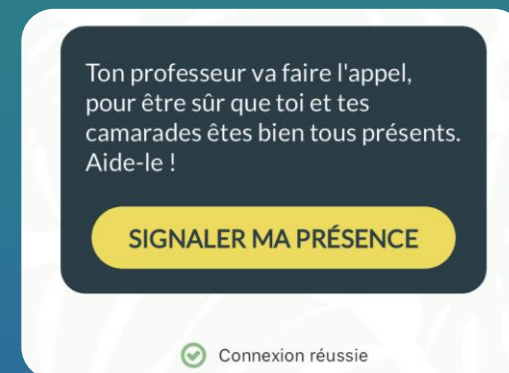 Ton professeur va faire l'appel,
pour être sûr que toi et tes
camarades êtes bien tous présents.
Aide-le !
SIGNALER MA PRÉSENCE
Connexion réussie